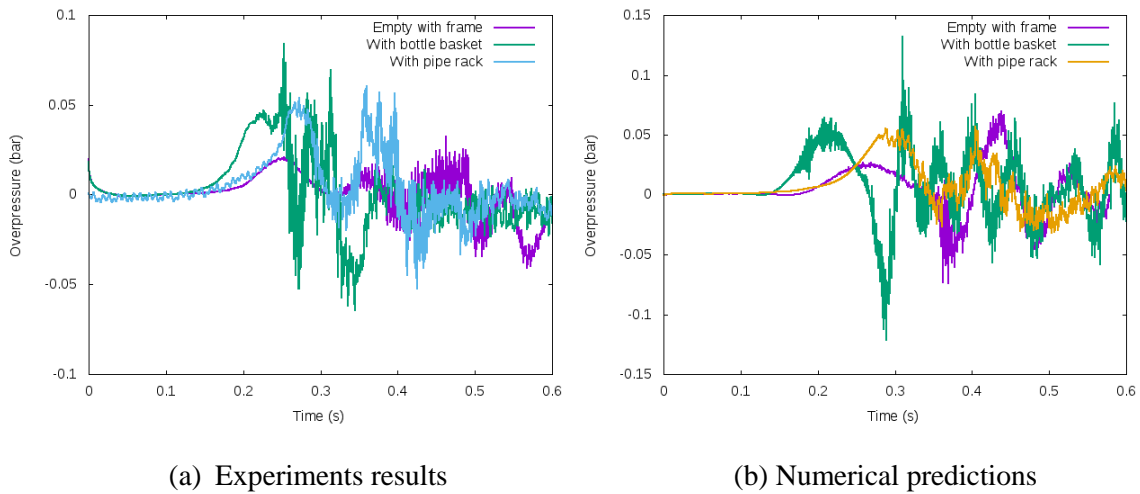 0.1
0.05
0
-0.05
-0.1
Overpressure (bar)
0
0.1
0.2
0.3
0.4
0.5
0.6
Time (s)
Empty with frame
With bottle basket
With pipe rack
(a) Experiments results
0.15
0.1
0.05
0
-0.05
-0.1
-0.15
Overpressure (bar)
0
0.1
0.2
0.3
0.4
0.5
0.6
Time (s)
Empty with frame
With bottle basket
With pipe rack
(b) Numerical predictions